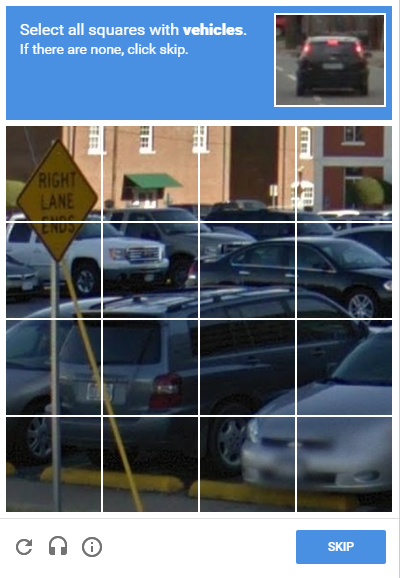 Select all squares with vehicles.
If there are none, click skip.
RIGHT
LANE
ENDS
SKIP